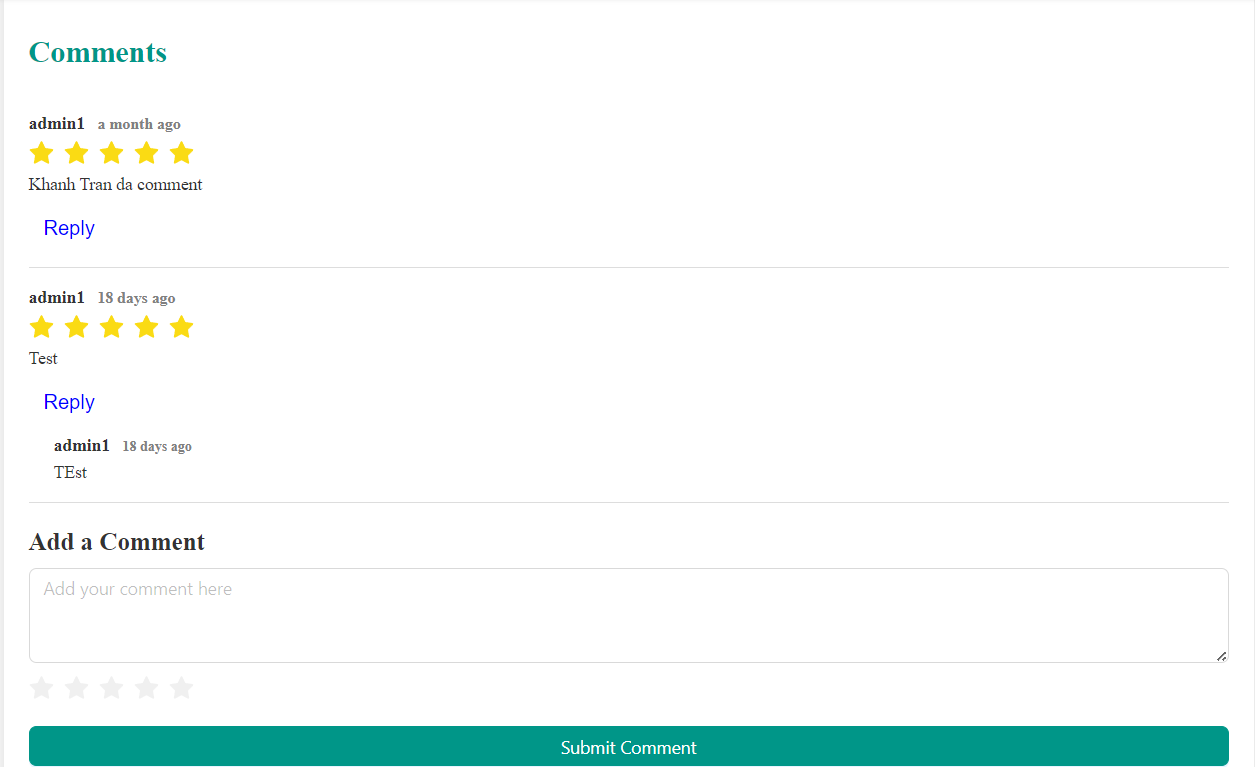 Comments
admin1 a month ago
Khanh Tran da comment
Reply
admin1 18 days ago
Test
Reply
admin1 18 days ago
TEst
Add a Comment
Add your comment here
Submit Comment